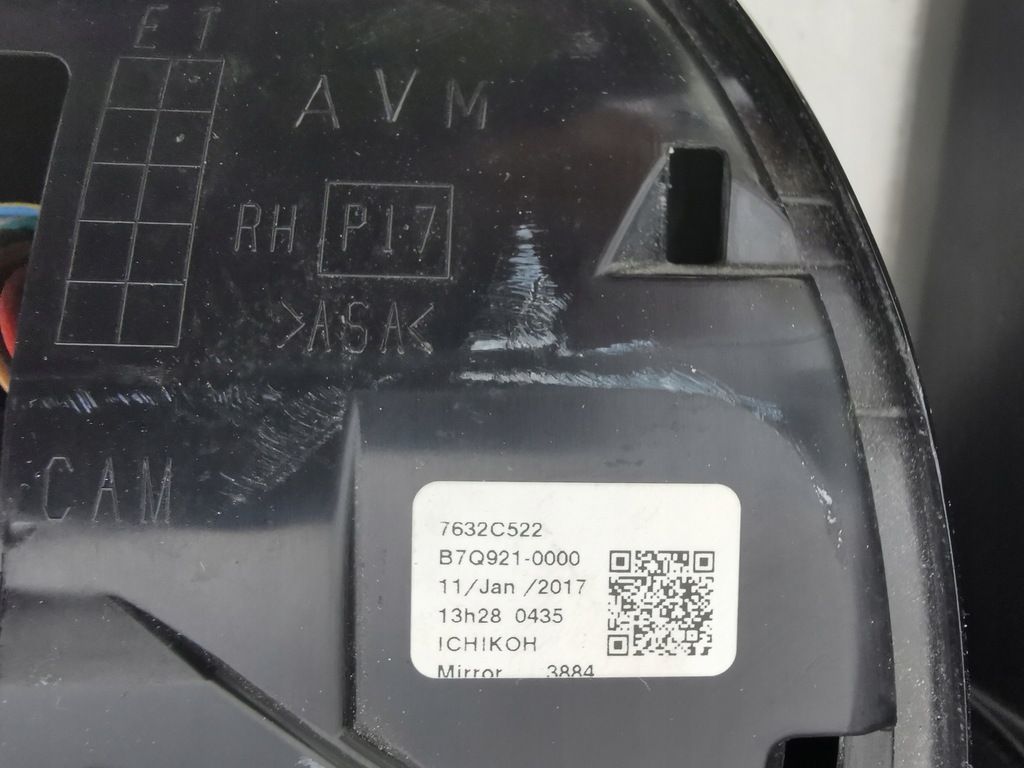 ET
AVM
RH P17
>ASA<
CAM
7632C522
B7Q921-0000
11/Jan /2017
13h28 0435
ICHIKOH
Mirror 3884